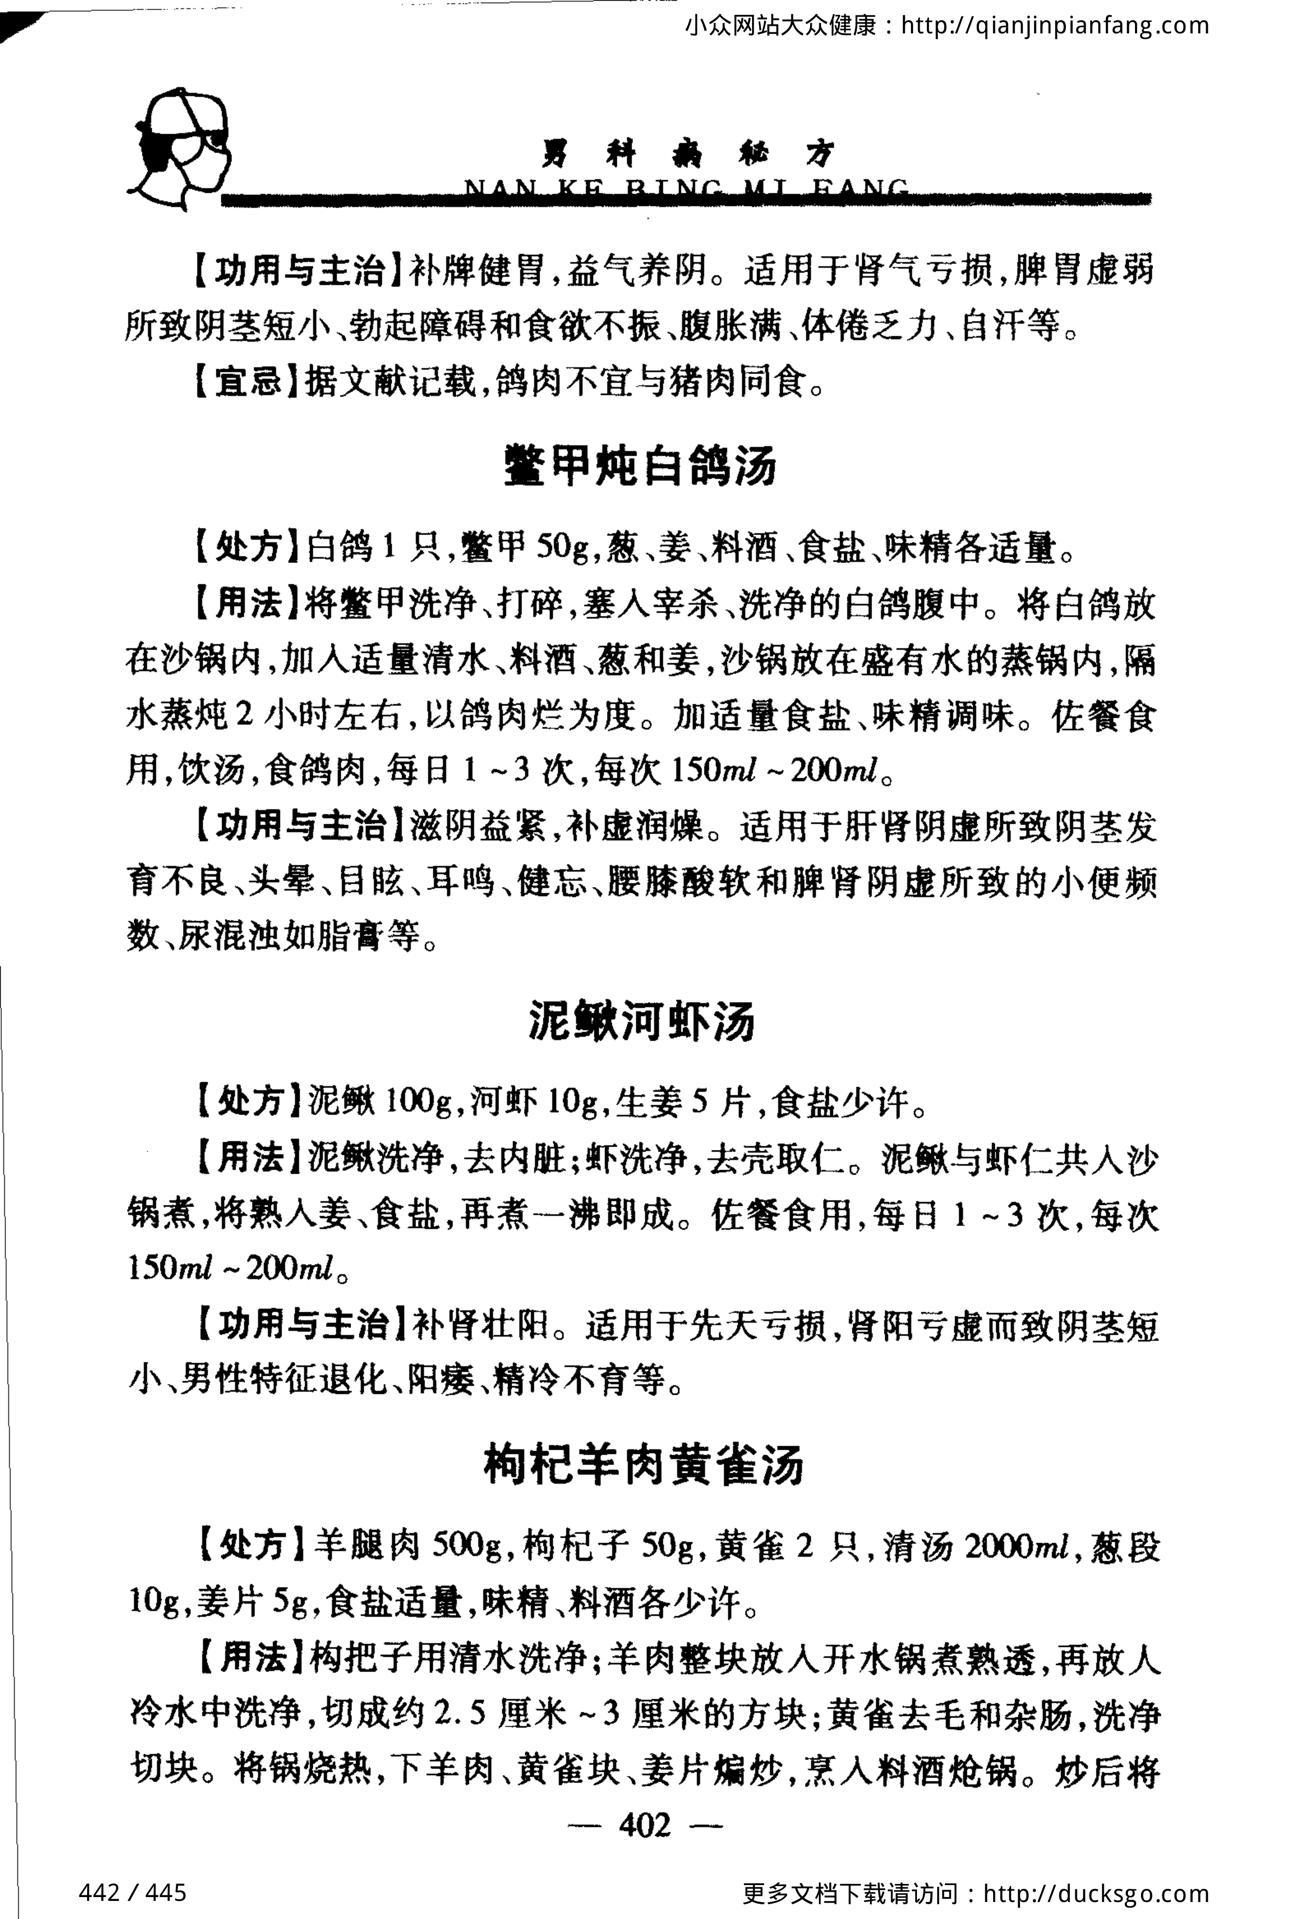 小众网站大众健康：http://qianjinpianfang.com
男科病秘方
NAN KE BING MI FANG
【功用与主治】补牌健胃,益气养阴。适用于肾气亏损,脾胃虚弱
所致阴茎短小、勃起障碍和食欲不振、腹胀满、体倦乏力、自汗等。
【宜忌】据文献记载,鸽肉不宜与猪肉同食。
鳖甲炖白鸽汤
【处方】白鸽1 只,鳖甲 50g,葱、姜、料酒、食盐、味精各适量。
【用法】将鳖甲洗净、打碎,塞人宰杀、洗净的白鸽腹中。将白鸽放
在沙锅内,加人适量清水、料酒、葱和姜,沙锅放在盛有水的蒸锅内,隔
水蒸炖2 小时左右,以鸽肉烂为度。加适量食盐、味精调味。佐餐食
用,饮汤,食鸽肉,每日 1 ~ 3 次,每次 150ml ~ 200ml。
【功用与主治】滋阴益紧,补虚润燥。适用于肝肾阴虚所致阴茎发
育不良、头晕、目眩、耳鸣、健忘、腰膝酸软和脾肾阴虚所致的小便频
数、尿混浊如脂膏等。
泥鳅河虾汤
【处方】泥鳅 100g,河虾 10g,生姜 5 片,食盐少许。
【用法】泥鳅洗净,去内脏;虾洗净,去壳取仁。泥鳅与虾仁共人沙
锅煮,将熟人姜、食盐,再煮一沸即成。佐餐食用,每日 1 ~ 3 次,每次
150ml ~ 200ml。
【功用与主治】补肾壮阳。适用于先天亏损,肾阳亏虚而致阴茎短
小、男性特征退化、阳痿、精冷不育等。
枸杞羊肉黄雀汤
【处方】羊腿肉 500g,枸杞子 50g,黄雀 2 只,清汤 2000ml,葱段
10g,姜片 5g,食盐适量,味精、料酒各少许。
【用法】构把子用清水洗净;羊肉整块放人开水锅煮熟透,再放人
冷水中洗净,切成约 2.5 厘米 ~ 3 厘米的方块;黄雀去毛和杂肠,洗净
切块。将锅烧热,下羊肉、黄雀块、姜片煸炒,烹人料酒炝锅。炒后将
— 402 —
442 / 445
更多文档下载请访问：http://ducksgo.com